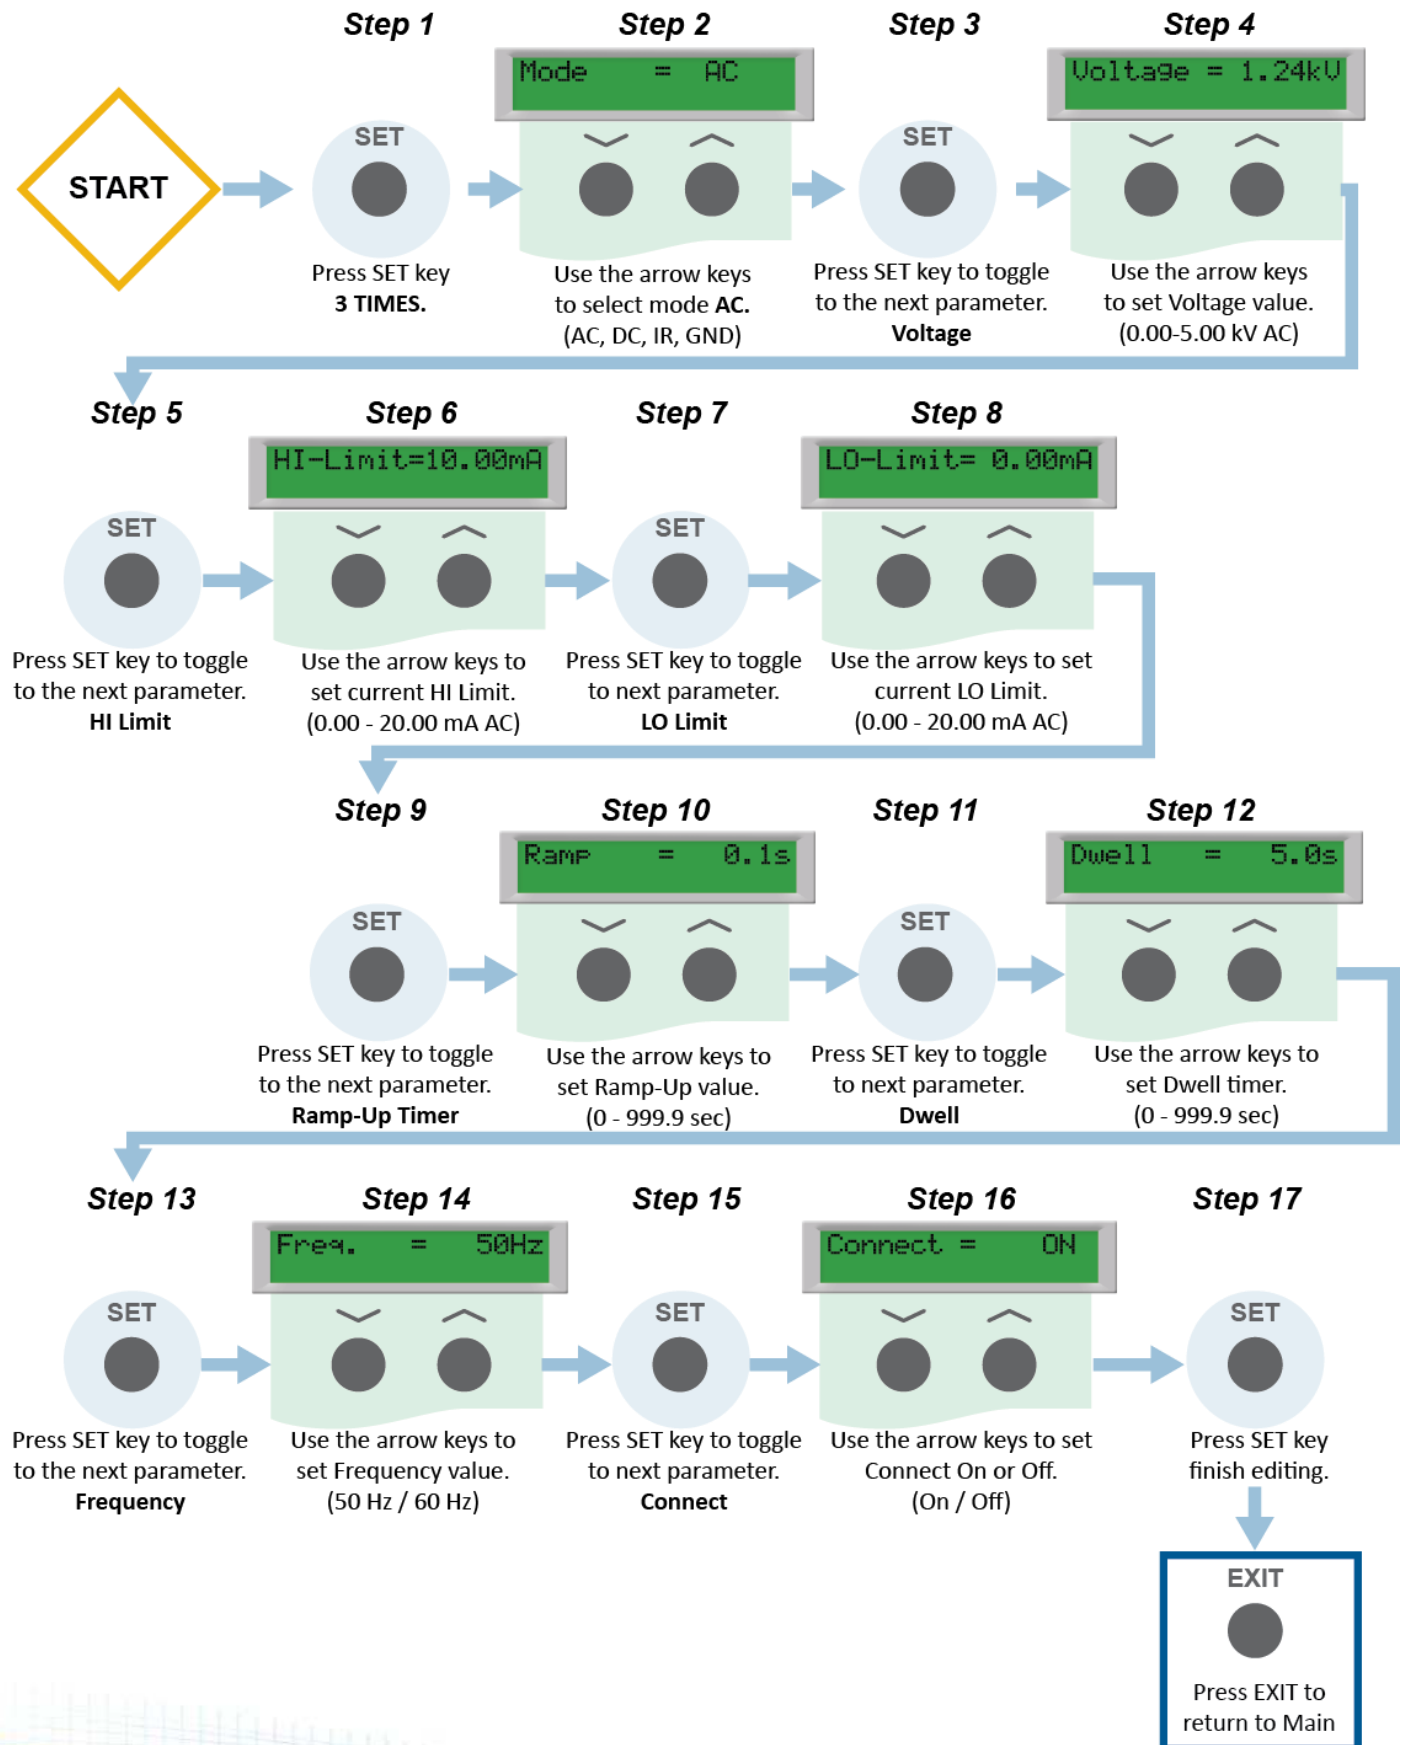 Step 1
Step 2
Step 3
Step 4
Mode = AC
Voltage = 1.24kV
START
SET
SET
Press SET key
3 TIMES.
Use the arrow keys
to select mode AC.
(AC, DC, IR, GND)
Press SET key to toggle
to the next parameter.
Voltage
Use the arrow keys
to set Voltage value.
(0.00-5.00 kV AC)
Step 5
Step 6
Step 7
Step 8
HI-Limit=10.00mA
LO-Limit= 0.00mA
SET
SET
Press SET key to toggle
to the next parameter.
HI Limit
Use the arrow keys to
set current HI Limit.
(0.00 - 20.00 mA AC)
Press SET key to toggle
to next parameter.
LO Limit
Use the arrow keys to set
current LO Limit.
(0.00 - 20.00 mA AC)
Step 9
Step 10
Step 11
Step 12
Ramp = 0.1s
Dwell = 5.0s
SET
SET
Press SET key to toggle
to the next parameter.
Ramp-Up Timer
Use the arrow keys to
set Ramp-Up value.
(0 - 999.9 sec)
Press SET key to toggle
to next parameter.
Dwell
Use the arrow keys to
set Dwell timer.
(0 - 999.9 sec)
Step 13
Step 14
Step 15
Step 16
Step 17
Freq. = 50Hz
Connect = ON
SET
SET
SET
Press SET key to toggle
to the next parameter.
Frequency
Use the arrow keys to
set Frequency value.
(50 Hz / 60 Hz)
Press SET key to toggle
to next parameter.
Connect
Use the arrow keys to set
Connect On or Off.
(On / Off)
Press SET key
finish editing.
EXIT
Press EXIT to
return to Main